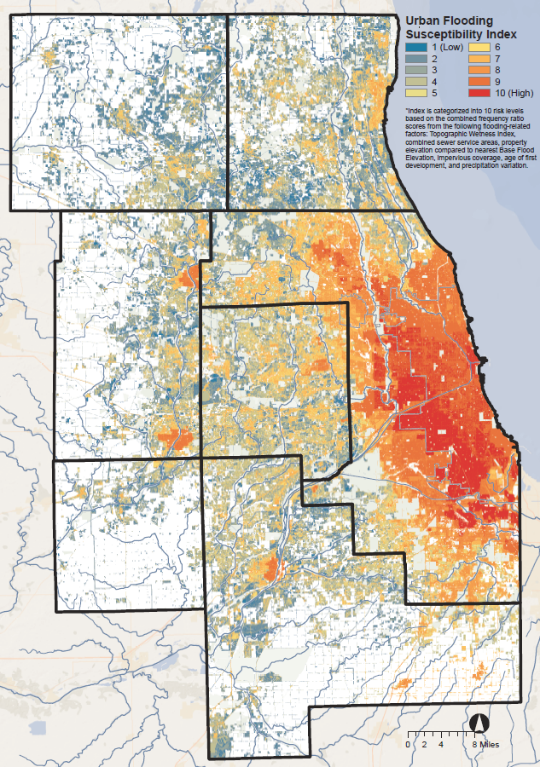 Urban Flooding
Susceptibility Index
1 (Low) 6
2 7
3 8
4 9
5 10 (High)
*Index is categorized into 10 risk levels
based on the combined frequency ratio
scores from the following flooding-related
factors: Topographic Wetness Index,
combined sewer service areas, property
elevation compared to nearest Base Flood
Elevation, impervious coverage, age of first
development, and precipitation variation.
0 2 4 8 Miles